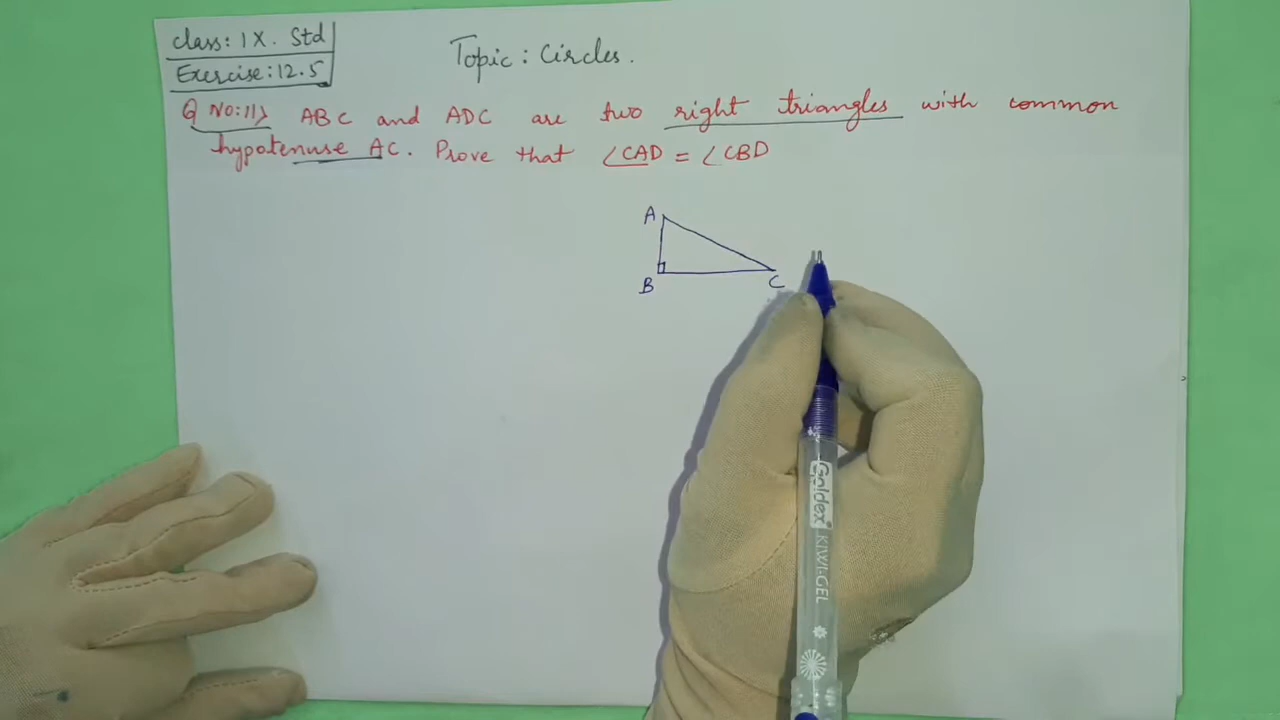 class: IX. Std
Exercise: 12.5
Topic: Circles.
Q No:11> ABC and ADC are two right triangles with common
hypotenuse AC. Prove that ∠CAD = ∠CBD
A
B
C
Goldex KIWI-GEL